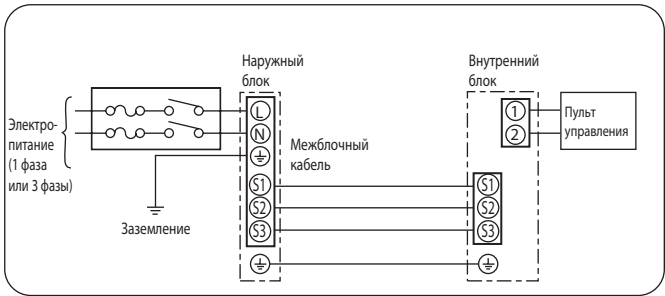 Наружный
блок
Внутренний
блок
Электро-
питание
(1 фаза
или 3 фазы)
L
N
S1
S2
S3
Заземление
Межблочный
кабель
1
2
Пульт
управления
S1
S2
S3